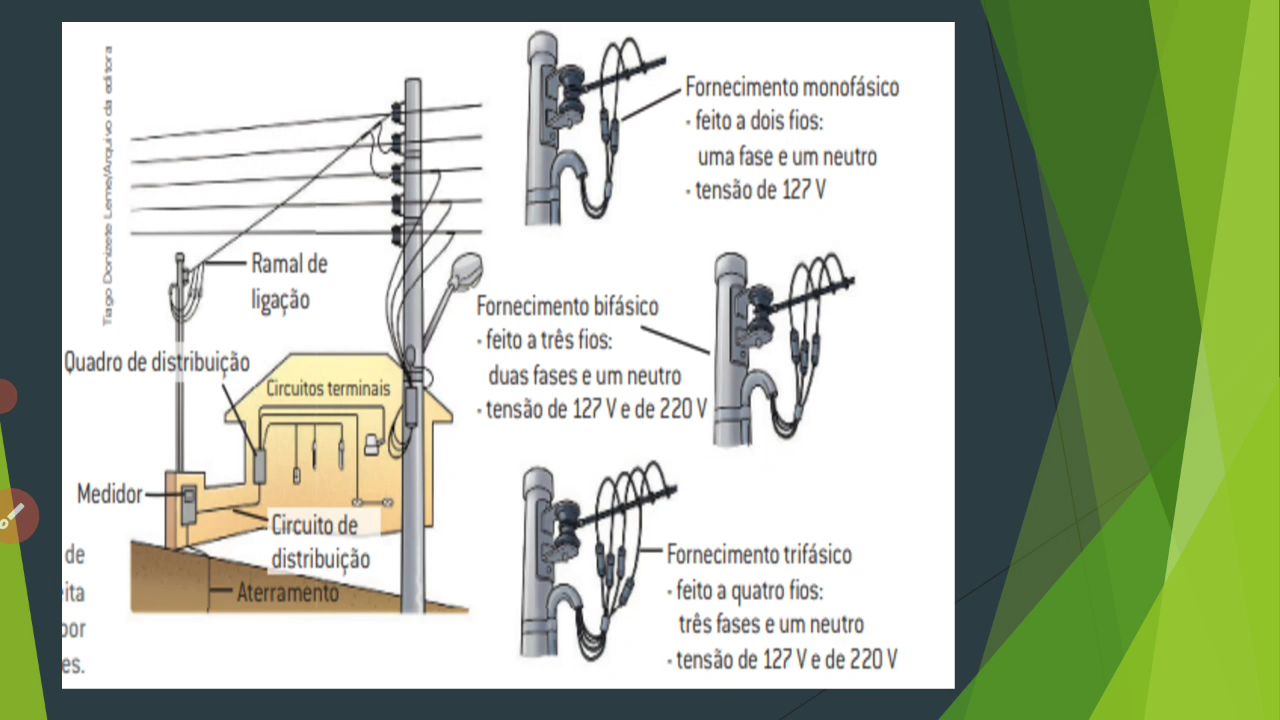 Tiago Donizete Leme/Arquivo da editora
Ramal de
ligação
Quadro de distribuição
Circuitos terminais
Medidor
Circuito de
distribuição
Aterramento
de
ita
por
es.
Fornecimento monofásico
- feito a dois fios:
uma fase e um neutro
- tensão de 127 V
Fornecimento bifásico
- feito a três fios:
duas fases e um neutro
- tensão de 127 V e de 220 V
Fornecimento trifásico
- feito a quatro fios:
três fases e um neutro
- tensão de 127 V e de 220 V